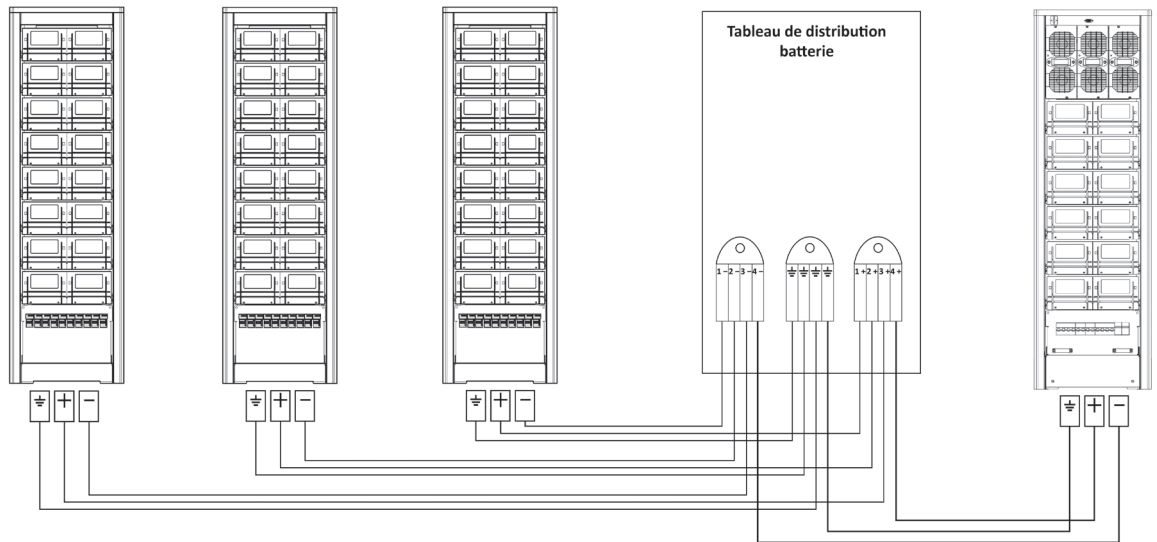 Tableau de distribution
batterie
1 − 2 − 3 − 4 −
1 + 2 + 3 + 4 +
+ −
+ −
+ −
+ −